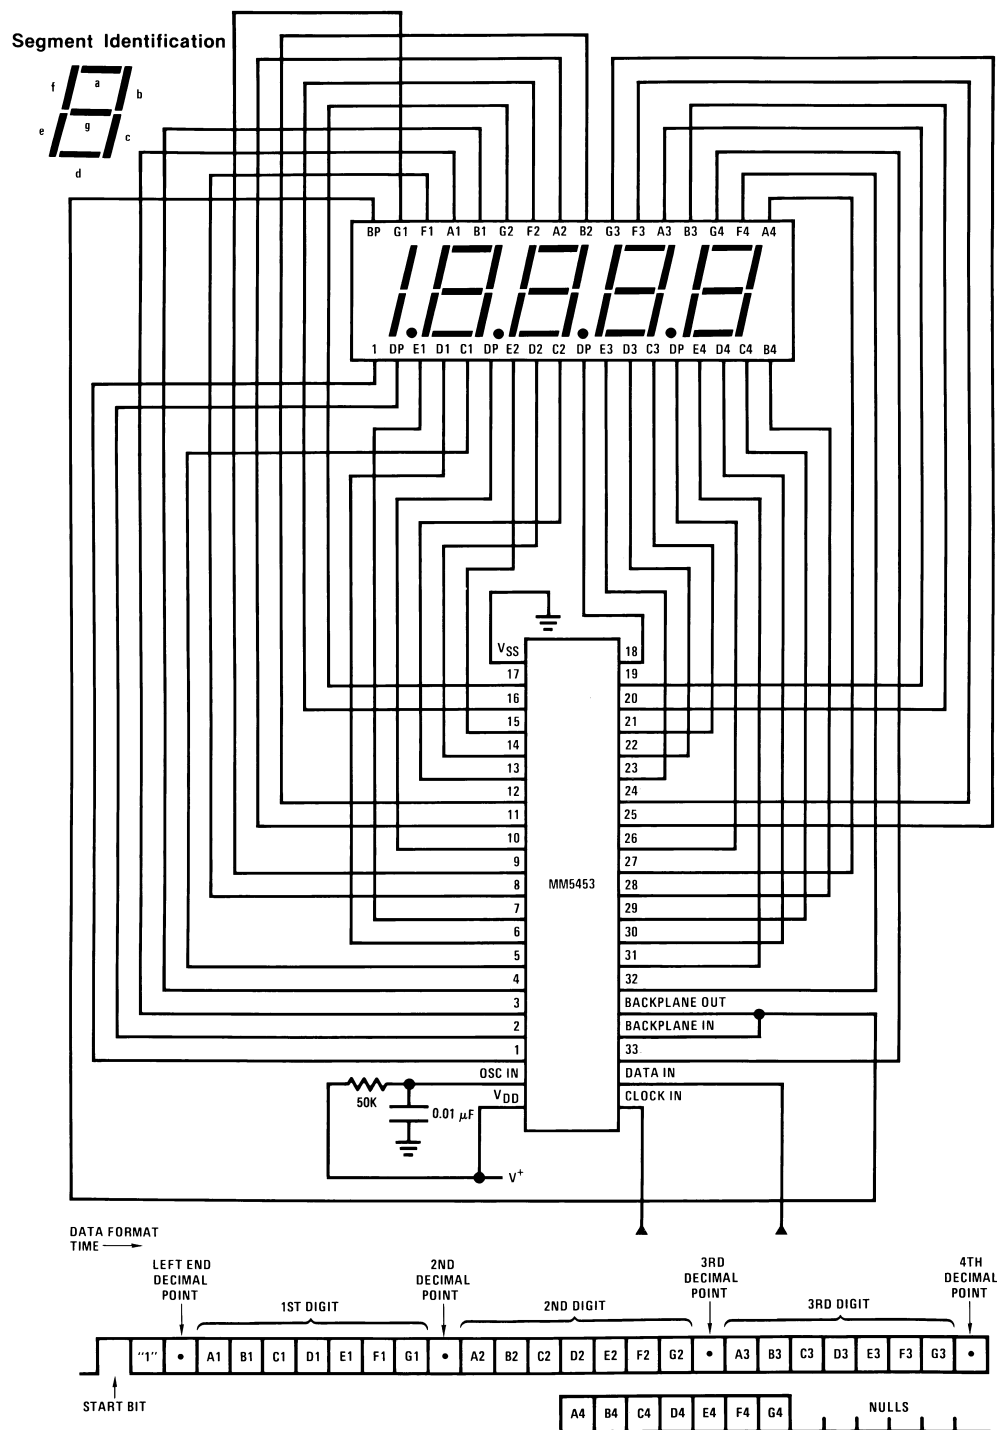 Segment Identification
a
f
b
g
e
c
d
BP G1 F1 A1 B1 G2 F2 A2 B2 G3 F3 A3 B3 G4 F4 A4
1 DP E1 D1 C1 DP E2 D2 C2 DP E3 D3 C3 DP E4 D4 C4 B4
VSS 18
17 19
16 20
15 21
14 22
13 23
12 24
11 25
10 26
9 27
MM5453
8 28
7 29
6 30
5 31
4 32
3 BACKPLANE OUT
2 BACKPLANE IN
1 33
OSC IN DATA IN
VDD CLOCK IN
50K
0.01 μF
V+
DATA FORMAT
TIME
LEFT END DECIMAL POINT
2ND DECIMAL POINT
3RD DECIMAL POINT
4TH DECIMAL POINT
1ST DIGIT 2ND DIGIT 3RD DIGIT
"1" • A1 B1 C1 D1 E1 F1 G1 • A2 B2 C2 D2 E2 F2 G2 • A3 B3 C3 D3 E3 F3 G3 •
START BIT
A4 B4 C4 D4 E4 F4 G4 NULLS